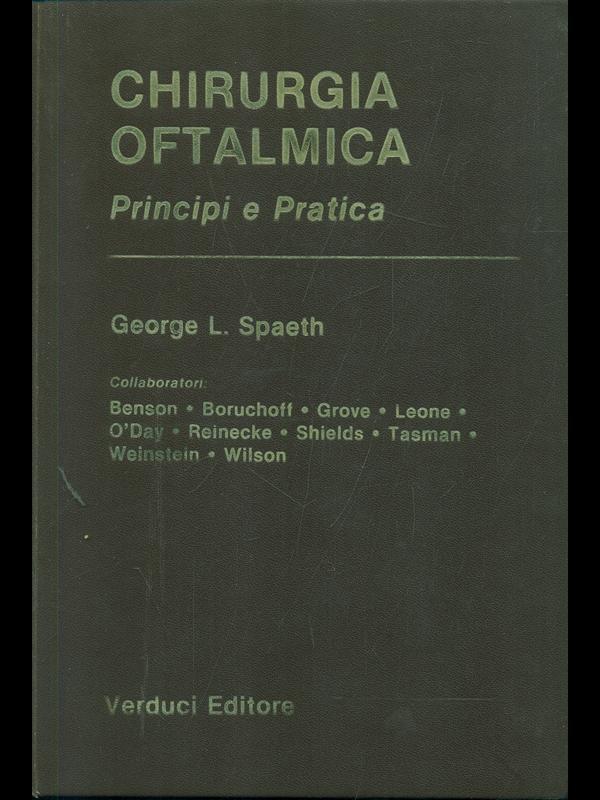 CHIRURGIA
OFTALMICA
Principi e Pratica
George L. Spaeth
Collaboratori:
Benson • Boruchoff • Grove • Leone •
O'Day • Reinecke • Shields • Tasman •
Weinstein • Wilson
Verduci Editore